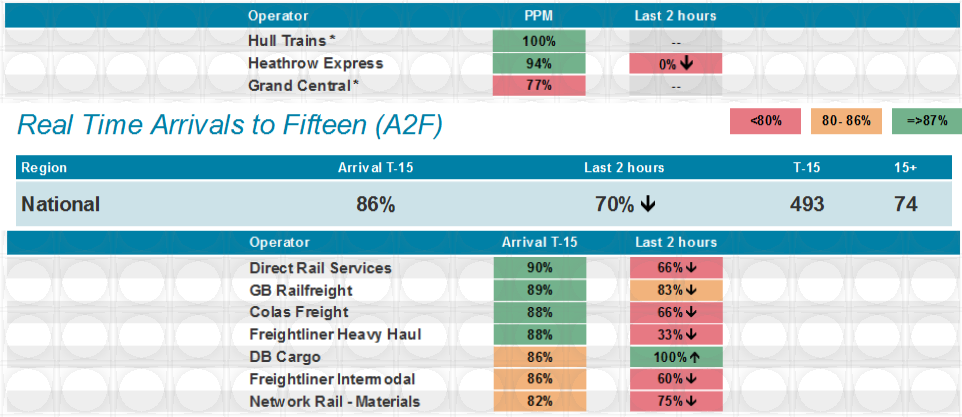 Operator PPM Last 2 hours
Hull Trains * 100% --
Heathrow Express 94% 0% ↓
Grand Central* 77% --
Real Time Arrivals to Fifteen (A2F) <80% 80- 86% =>87%
Region Arrival T-15 Last 2 hours T-15 15+
National 86% 70% ↓ 493 74
Operator Arrival T-15 Last 2 hours
Direct Rail Services 90% 66% ↓
GB Railfreight 89% 83% ↓
Colas Freight 88% 66% ↓
Freightliner Heavy Haul 88% 33% ↓
DB Cargo 86% 100% ↑
Freightliner Intermodal 86% 60% ↓
Network Rail - Materials 82% 75% ↓